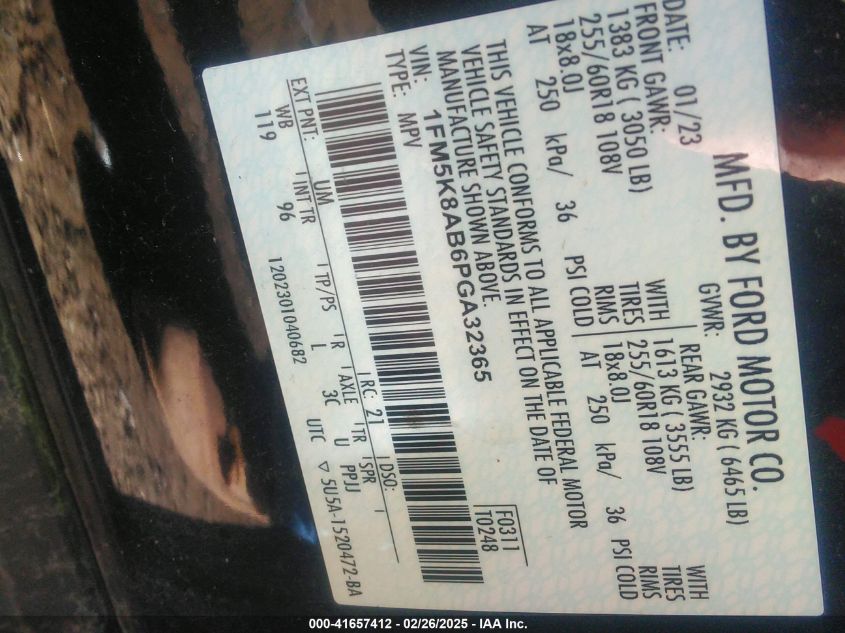 MFD. BY FORD MOTOR CO.
DATE: 01/23 GVWR: 2932 KG ( 6465 LB)
FRONT GAWR: REAR GAWR:
1383 KG ( 3050 LB) WITH 1613 KG ( 3555 LB) WITH
255/60R18 108V TIRES 255/60R18 108V TIRES
18x8.0J RIMS 18x8.0J RIMS
AT 250 kPa/ 36 PSI COLD AT 250 kPa/ 36 PSI COLD
THIS VEHICLE CONFORMS TO ALL APPLICABLE FEDERAL MOTOR
VEHICLE SAFETY STANDARDS IN EFFECT ON THE DATE OF
MANUFACTURE SHOWN ABOVE.
VIN: 1FM5K8AB6PGA32365
TYPE: MPV
F0311
T0248
EXT PNT: UM RC: 21 DSO:
WB INT TR TP/PS R AXLE TR SPR
119 96 L 3C U PPJJ
1202301040682 UTC ▽ 5U5A-1520472-BA
000-41657412 - 02/26/2025 - IAA Inc.